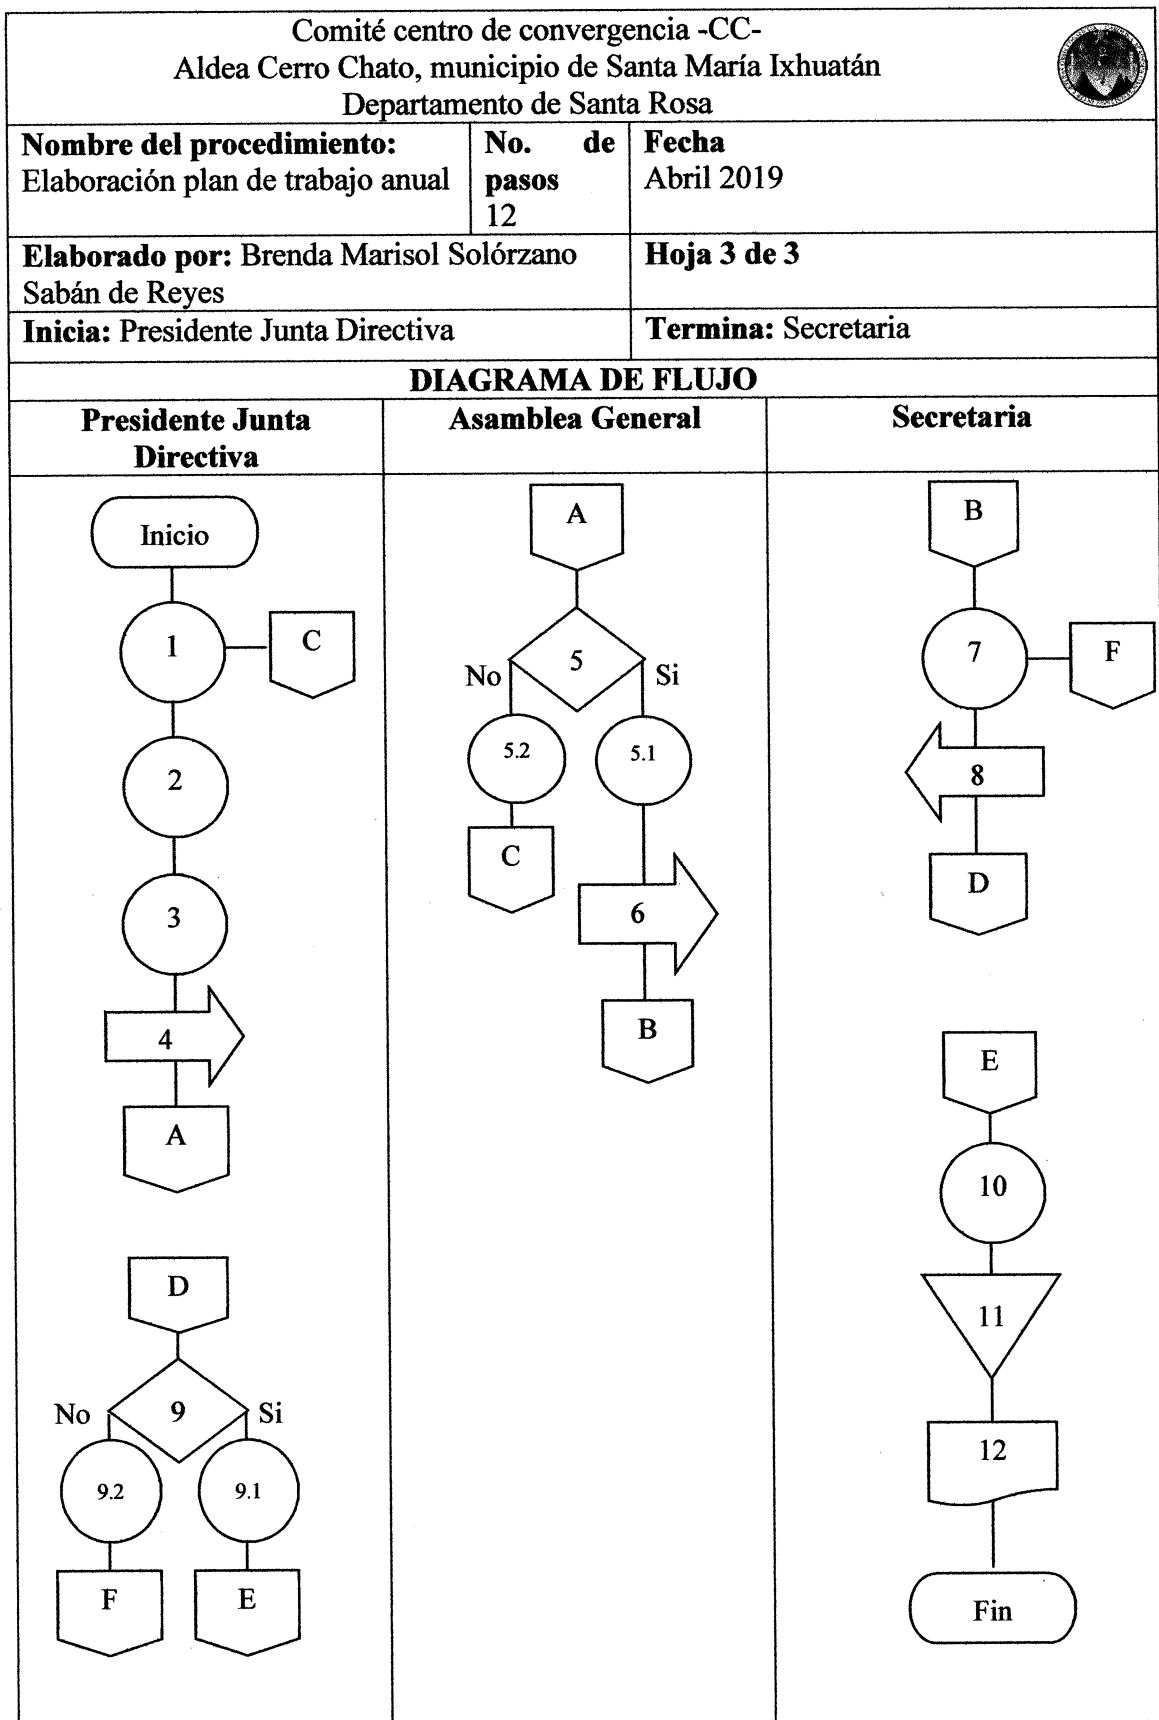 Comité centro de convergencia -CC-
Aldea Cerro Chato, municipio de Santa María Ixhuatán
Departamento de Santa Rosa
Nombre del procedimiento:
Elaboración plan de trabajo anual
No. de
pasos
12
Fecha
Abril 2019
Elaborado por: Brenda Marisol Solórzano
Sabán de Reyes
Hoja 3 de 3
Inicia: Presidente Junta Directiva
Termina: Secretaria
DIAGRAMA DE FLUJO
Presidente Junta
Directiva
Asamblea General
Secretaria
Inicio
1
C
2
3
4
A
D
No
9
Si
9.2
9.1
F
E
A
No
5
Si
5.2
5.1
C
6
B
B
7
F
8
D
E
10
11
12
Fin